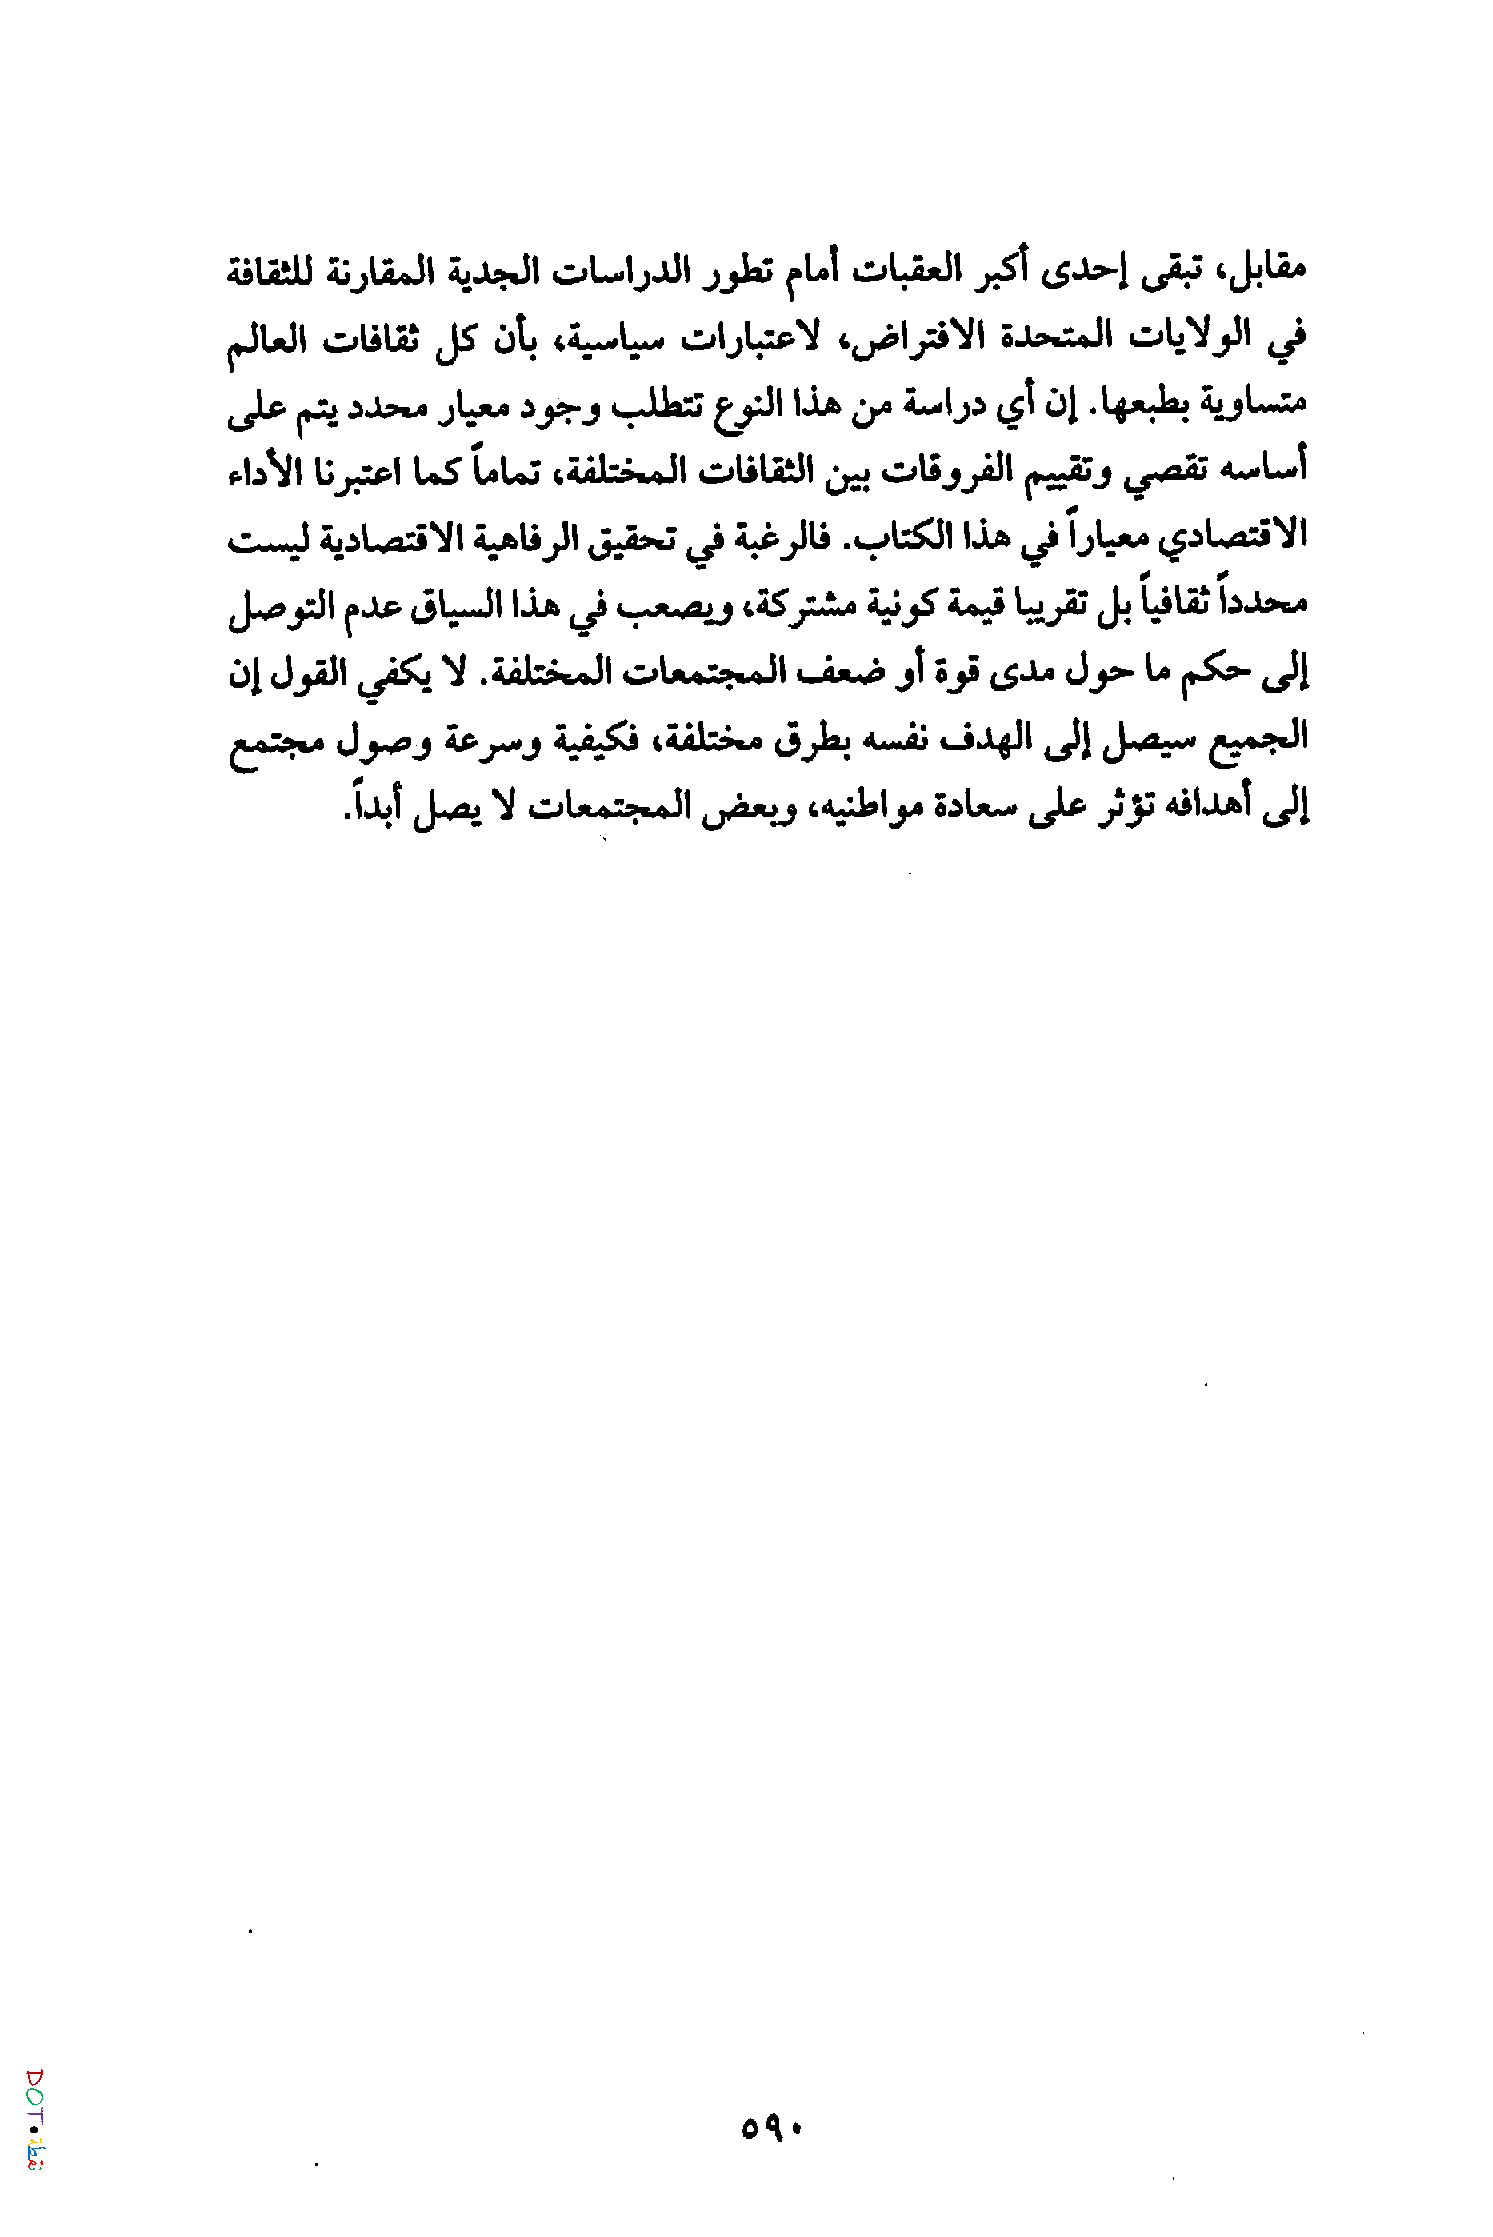 مقابل، تبقى إحدى أكبر العقبات أمام تطور الدراسات الجدية المقارنة للثقافة
في الولايات المتحدة الافتراض، لاعتبارات سياسية، بأن كل ثقافات العالم
متساوية بطبعها. إن أي دراسة من هذا النوع تتطلب وجود معيار محدد يتم على
أساسه تقصي وتقييم الفروقات بين الثقافات المختلفة، تماماً كما اعتبرنا الأداء
الاقتصادي معياراً في هذا الكتاب. فالرغبة في تحقيق الرفاهية الاقتصادية ليست
محدداً ثقافياً بل تقريبا قيمة كونية مشتركة، ويصعب في هذا السياق عدم التوصل
إلى حكم ما حول مدى قوة أو ضعف المجتمعات المختلفة. لا يكفي القول إن
الجميع سيصل إلى الهدف نفسه بطرق مختلفة، فكيفية وسرعة وصول مجتمع
إلى أهدافه تؤثر على سعادة مواطنيه، وبعض المجتمعات لا يصل أبداً.
٥٩٠
DOT • نقطة